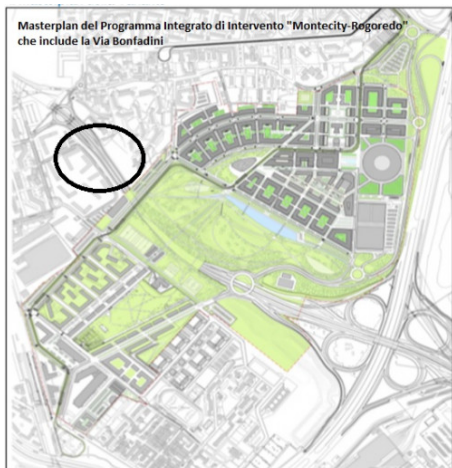 Masterplan del Programma Integrato di Intervento "Montecity-Rogoredo"
che include la Via Bonfadini